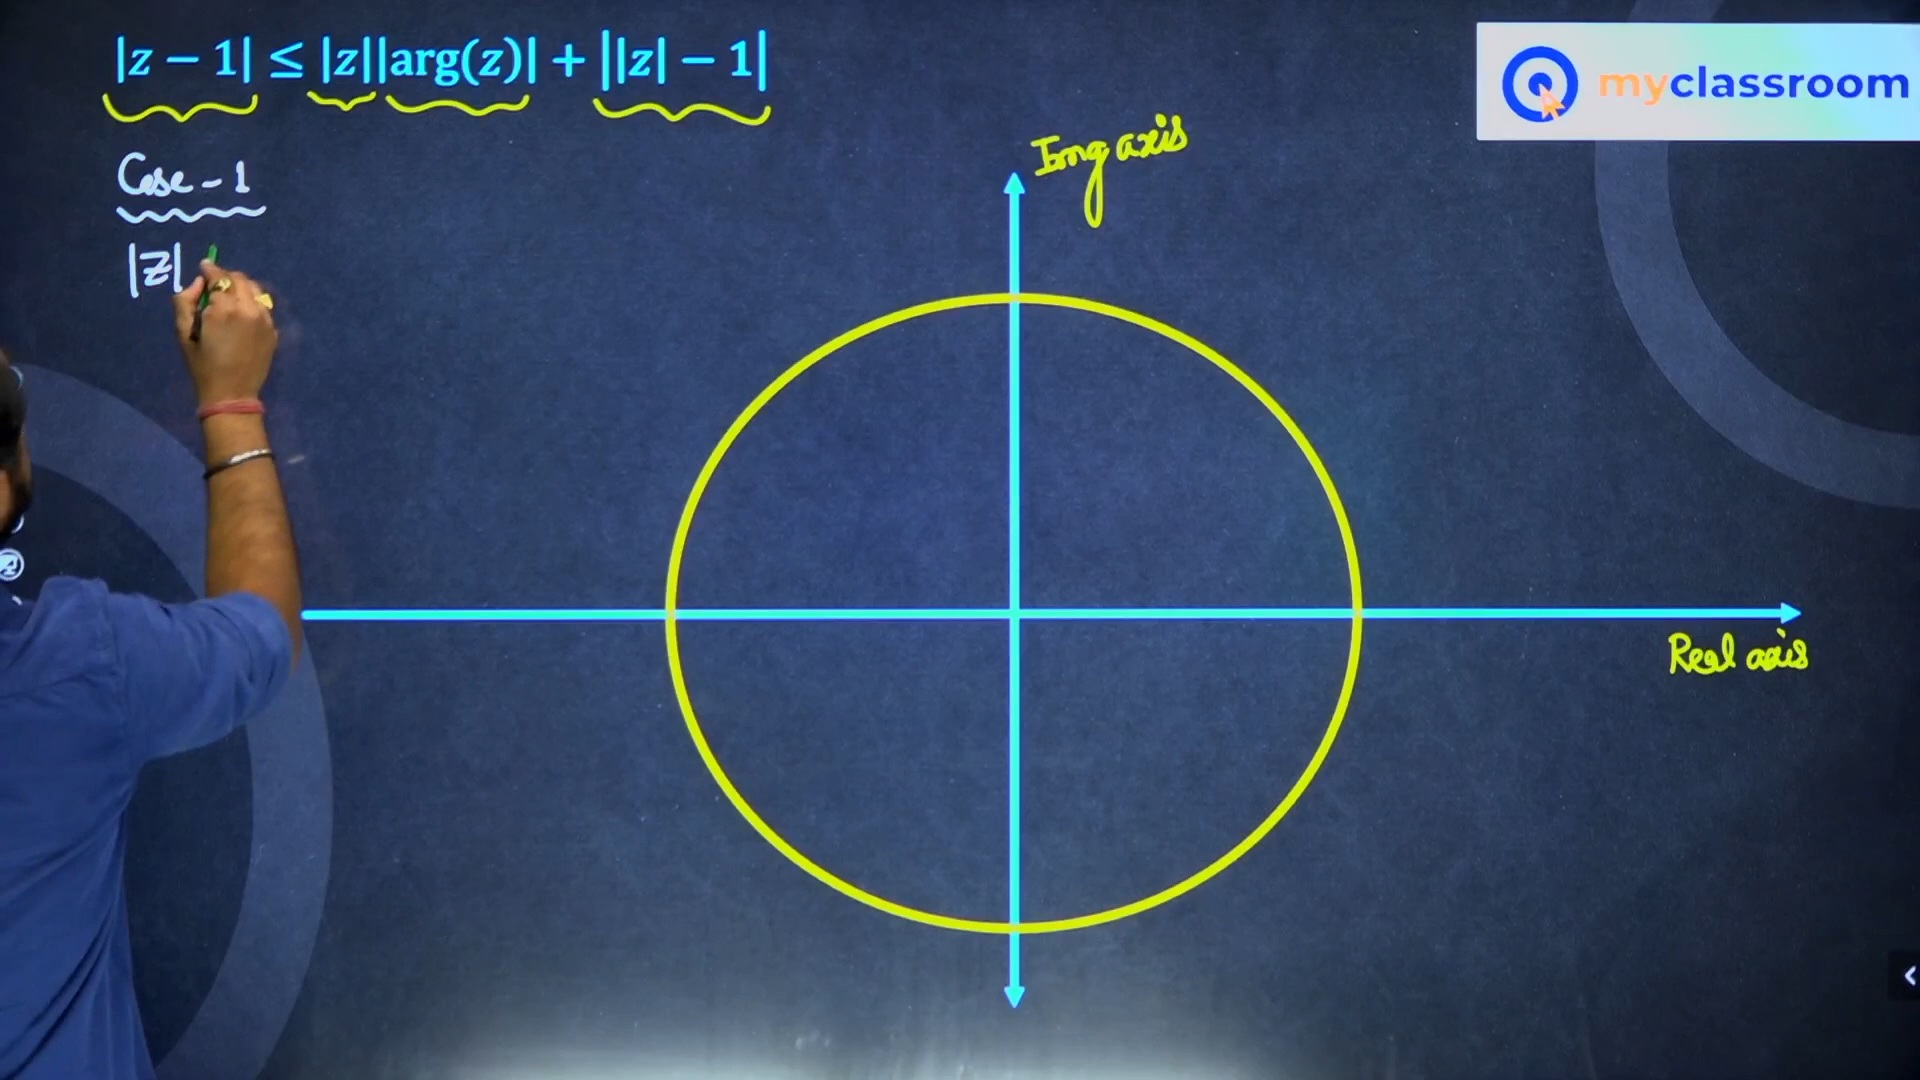 |z − 1| ≤ |z||arg(z)| + ||z| − 1|
myclassroom
Img axis
Case - 1
|z|
Real axis